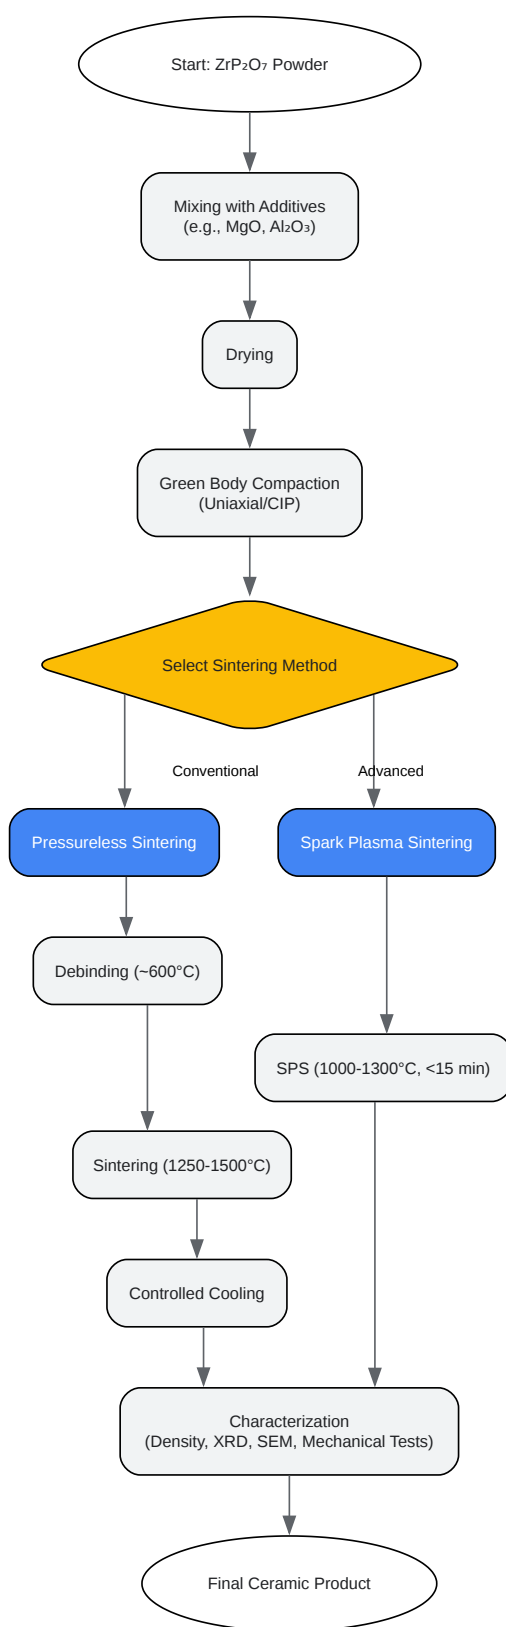 Start: ZrP₂O₇ Powder
Mixing with Additives
(e.g., MgO, Al₂O₃)
Drying
Green Body Compaction
(Uniaxial/CIP)
Select Sintering Method
Conventional
Advanced
Pressureless Sintering
Spark Plasma Sintering
Debinding (~600°C)
SPS (1000-1300°C, <15 min)
Sintering (1250-1500°C)
Controlled Cooling
Characterization
(Density, XRD, SEM, Mechanical Tests)
Final Ceramic Product